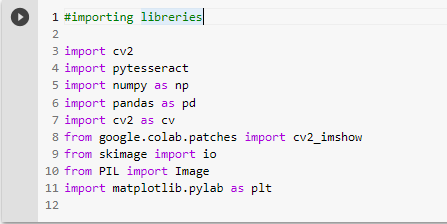 1 #importing libreries
2
3 import cv2
4 import pytesseract
5 import numpy as np
6 import pandas as pd
7 import cv2 as cv
8 from google.colab.patches import cv2_imshow
9 from skimage import io
10 from PIL import Image
11 import matplotlib.pylab as plt
12